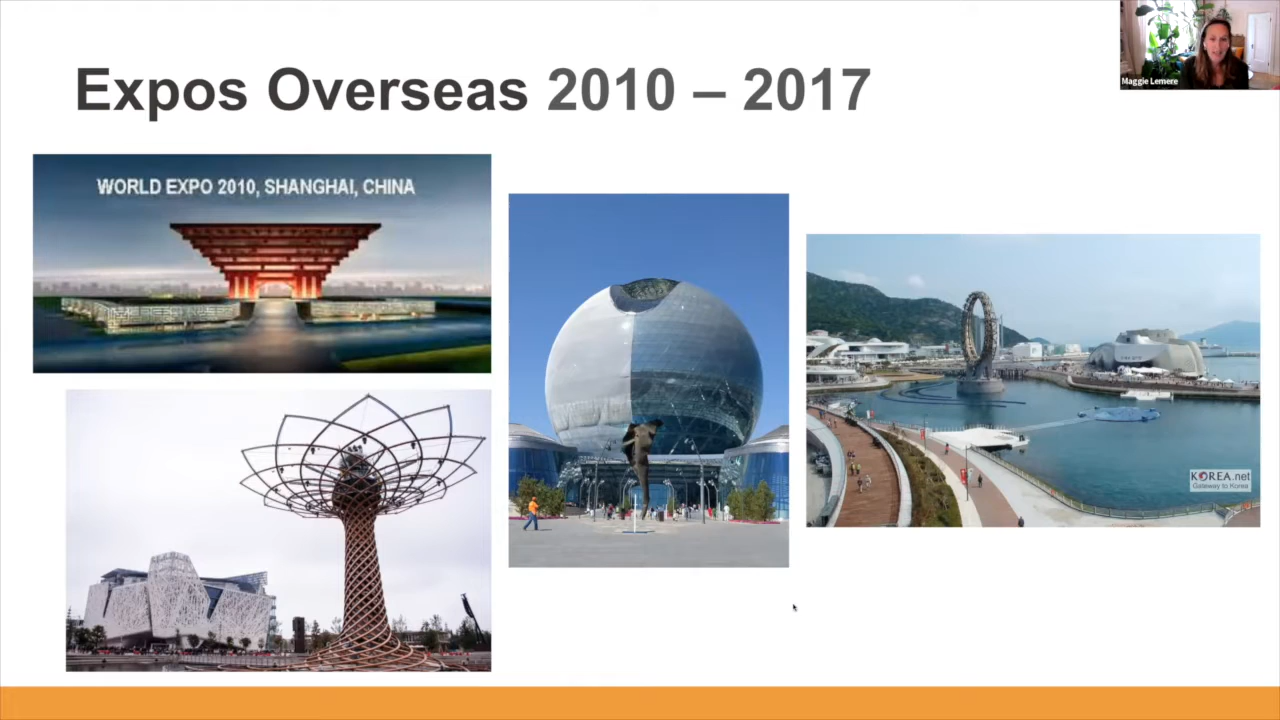 Expos Overseas 2010 – 2017
Maggie Lemere
WORLD EXPO 2010, SHANGHAI, CHINA
KOREA.net
Gateway to Korea